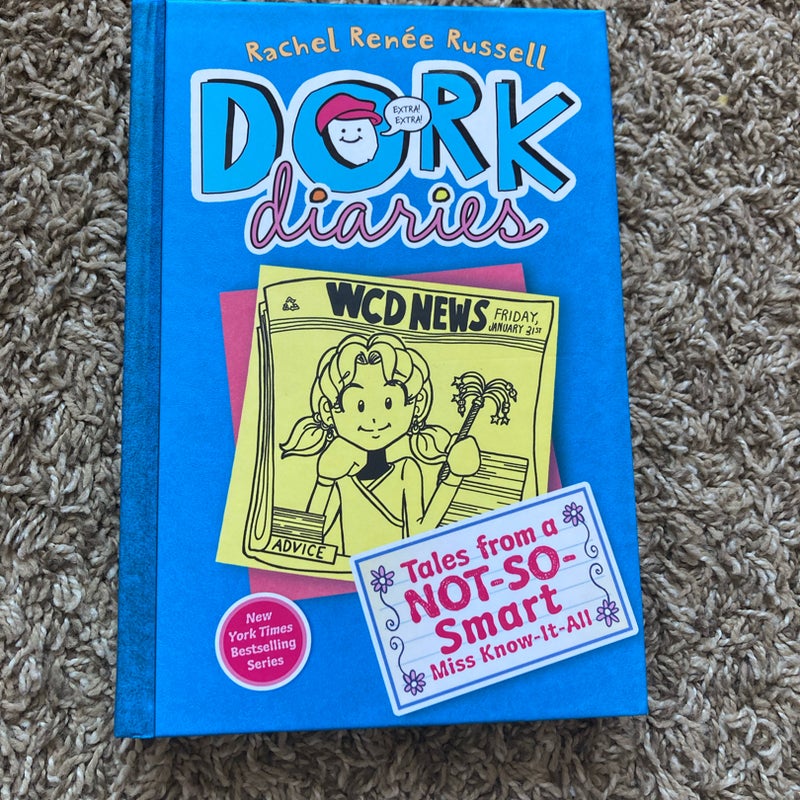 Rachel Renée Russell
DORK
EXTRA!
EXTRA!
diaries
WCD NEWS
FRIDAY,
JANUARY 31ST
ADVICE
Tales from a
NOT-SO-
Smart
Miss Know-It-All
New
York Times
Bestselling
Series